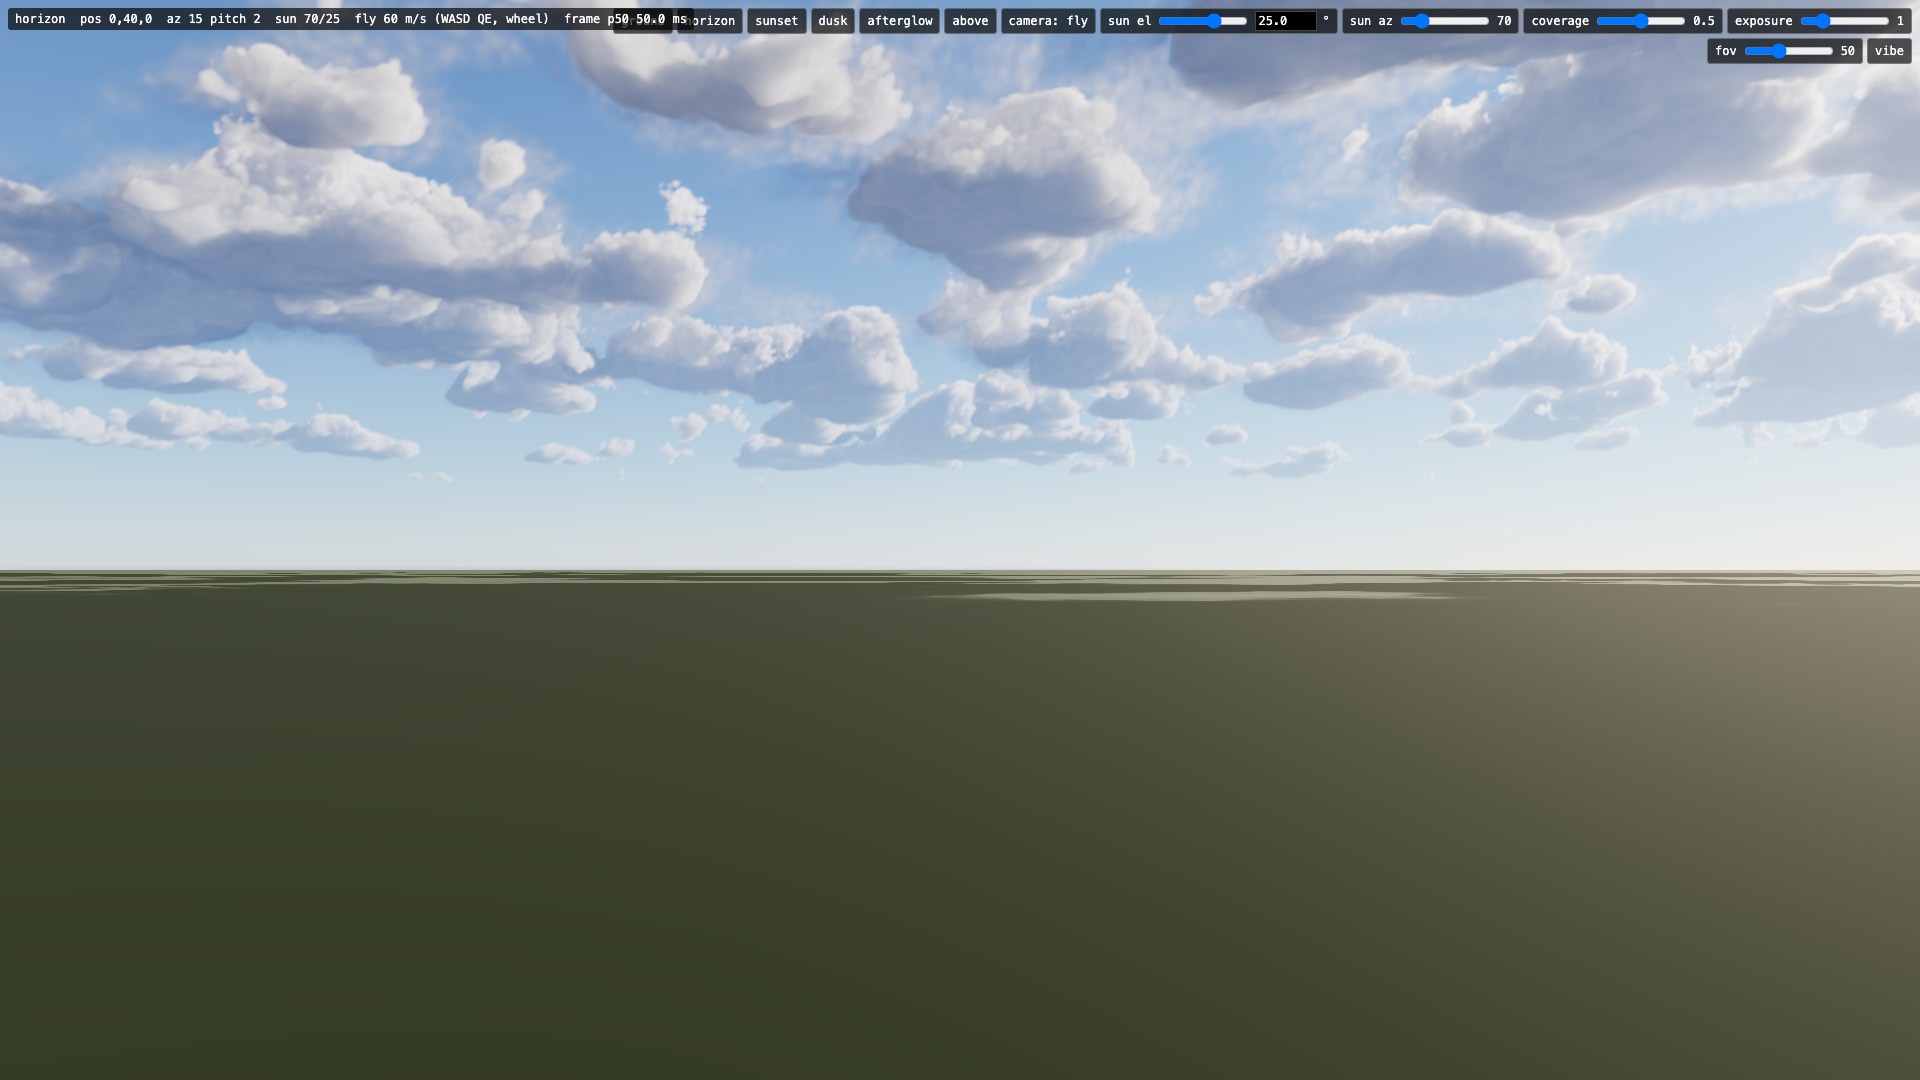 horizon pos 0,40,0 az 15 pitch 2 sun 70/25 fly 60 m/s (WASD QE, wheel) frame p50 50.0 ms orizon sunset dusk afterglow above camera: fly sun el 25.0 ° sun az 70 coverage 0.5 exposure 1
fov 50 vibe